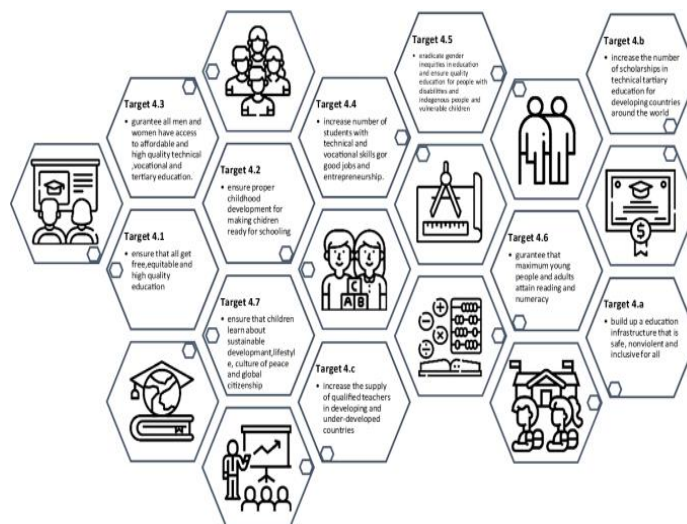 Target 4.5
• eradicate gender
inequities in education
and ensure quality
education for people with
disabilities and
indigenous people and
vulnerable children
Target 4.b
• increase the number
of scholarships in
technical tertiary
education for
developing countries
around the world
Target 4.3
• gurantee all men and
women have access
to affordable and
high quality technical
,vocational and
tertiary education.
Target 4.4
• increase number of
students with
technical and
vocational skills gor
good jobs and
entrepreneurship.
Target 4.2
• ensure proper
childhood
development for
making chidren
ready for schooling
Target 4.1
• ensure that all get
free,equitable and
high quality
education
Target 4.6
• gurantee that
maximum young
people and adults
attain reading and
numeracy
Target 4.7
• ensure that children
learn about
sustainable
development,lifestyl
e, culture of peace
and global
citizenship
Target 4.a
• build up a education
infrastructure that is
safe, nonviolent and
inclusive for all
Target 4.c
• Increase the supply
of qualified teachers
in developing and
under-developed
countries
C
A B
$